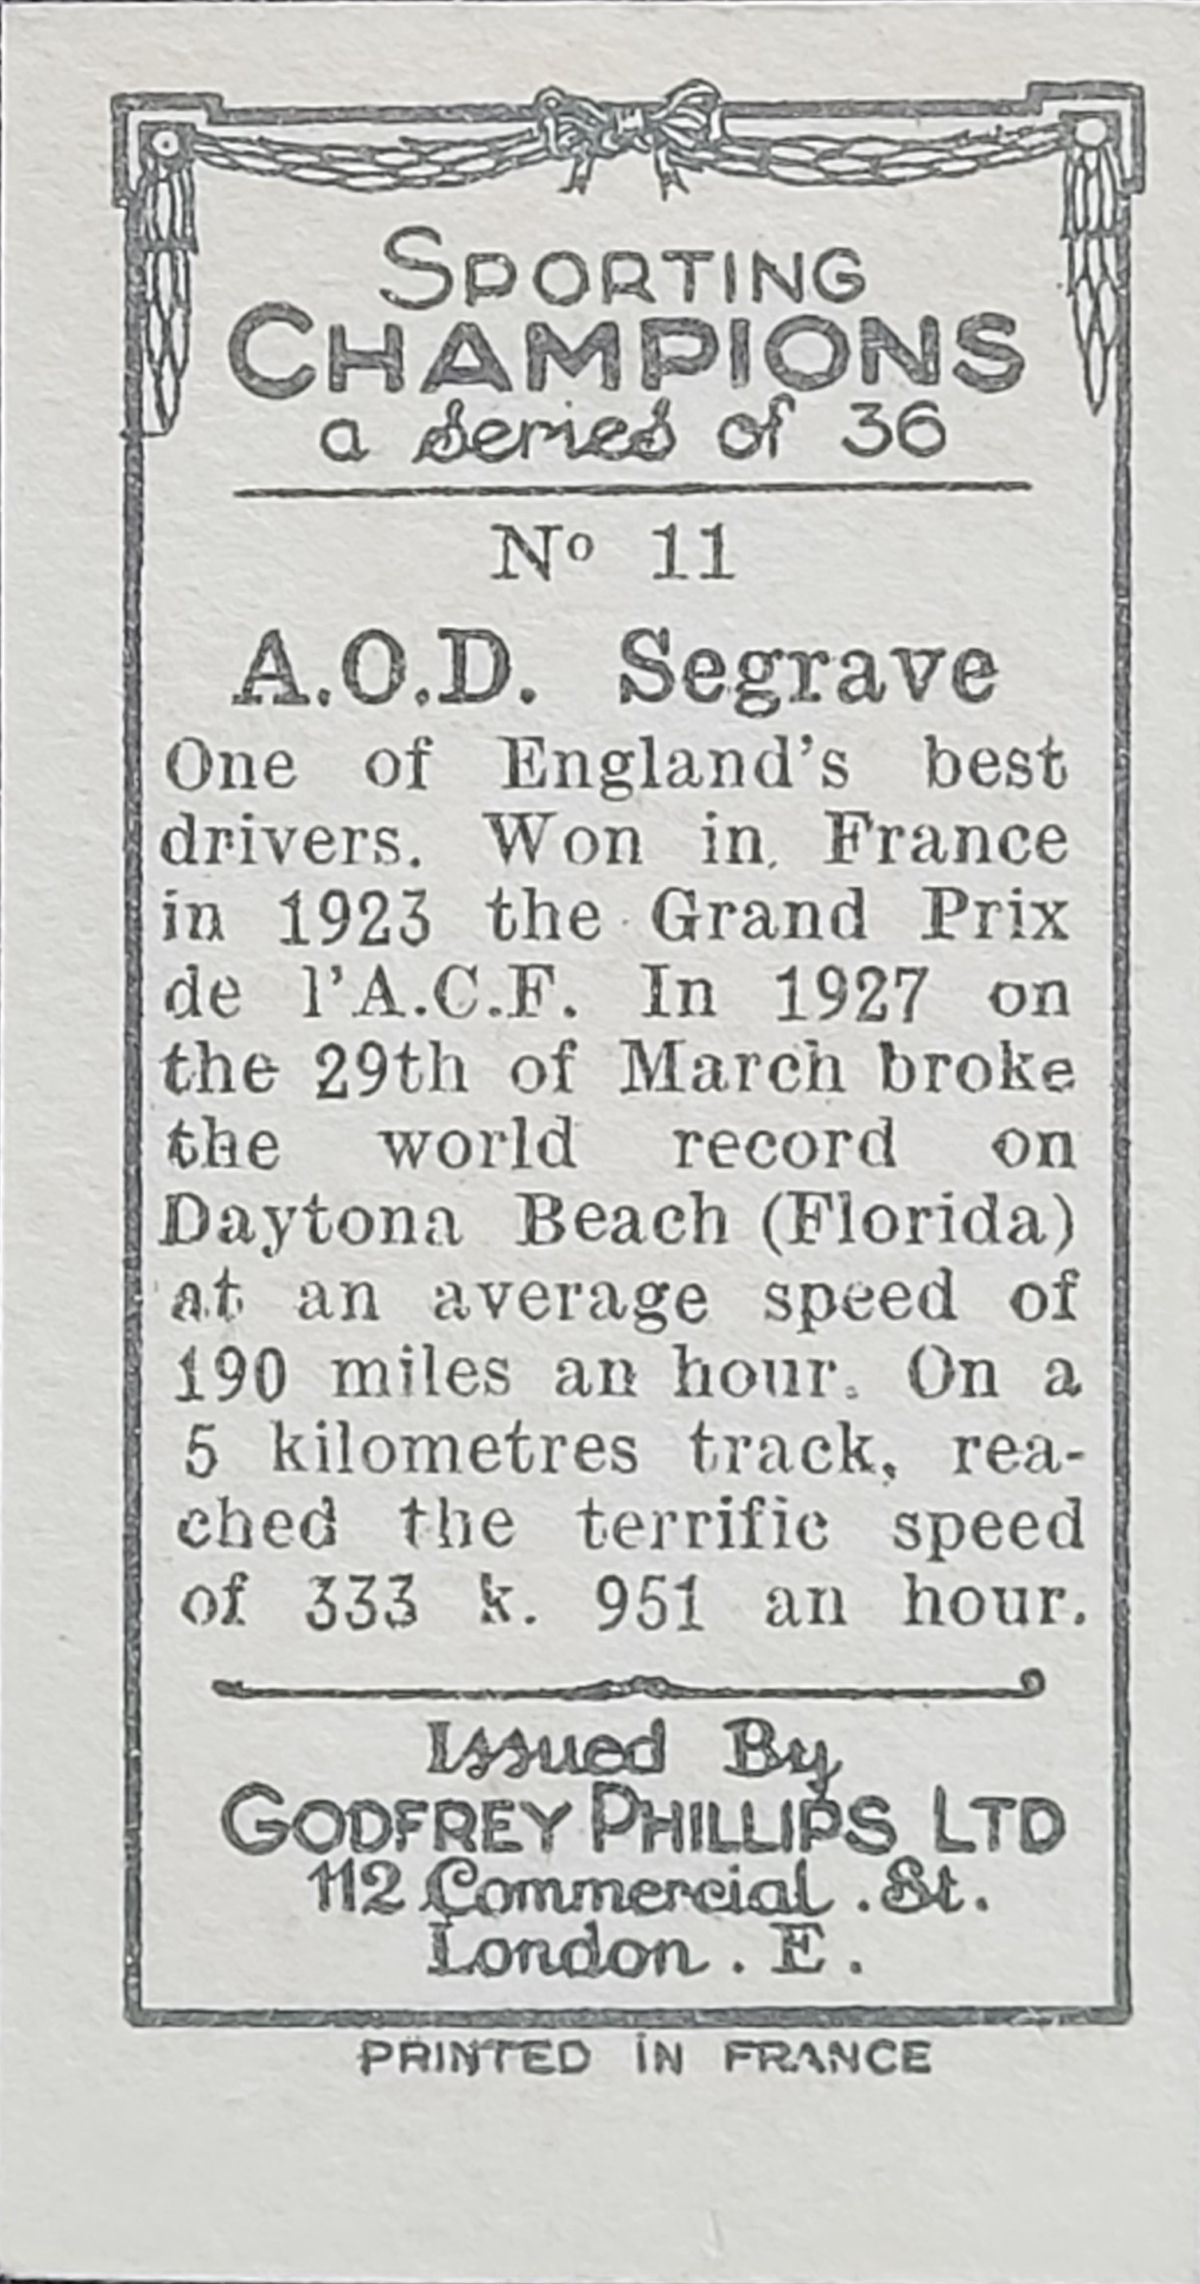 SPORTING
CHAMPIONS
a series of 36
Nº 11
A.O.D. Segrave
One of England's best
drivers. Won in France
in 1923 the Grand Prix
de l'A.C.F. In 1927 on
the 29th of March broke
the world record on
Daytona Beach (Florida)
at an average speed of
190 miles an hour. On a
5 kilometres track, rea-
ched the terrific speed
of 333 k. 951 an hour.
Issued By
GODFREY PHILLIPS LTD
112 Commercial . St.
London . E .
PRINTED IN FRANCE